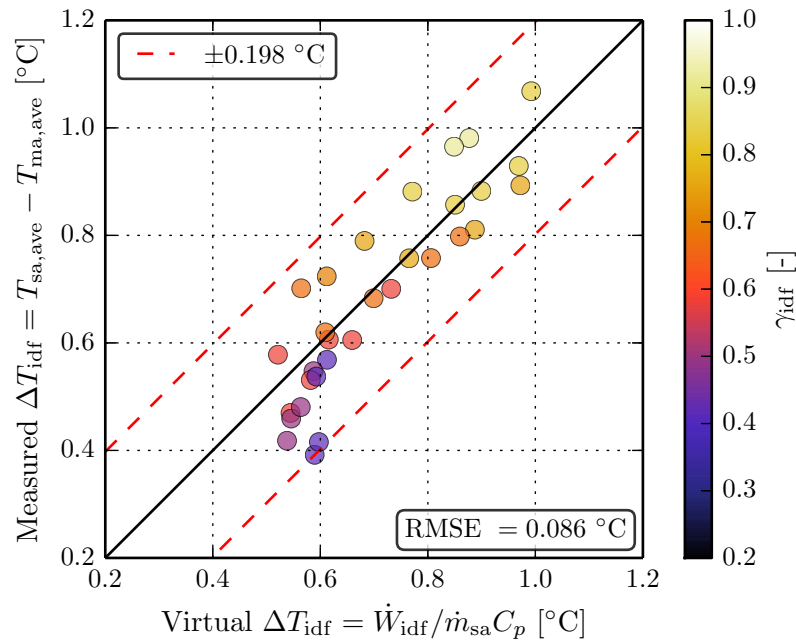 ±0.198 °C
RMSE = 0.086 °C
1.2
1.0
0.8
0.6
0.4
0.2
0.2 0.4 0.6 0.8 1.0 1.2
Measured ΔT_idf = T_sa,ave − T_ma,ave [°C]
Virtual ΔT_idf = Ẇ_idf/ṁ_sa C_p [°C]
1.0
0.9
0.8
0.7
0.6
0.5
0.4
0.3
0.2
γ_idf [-]